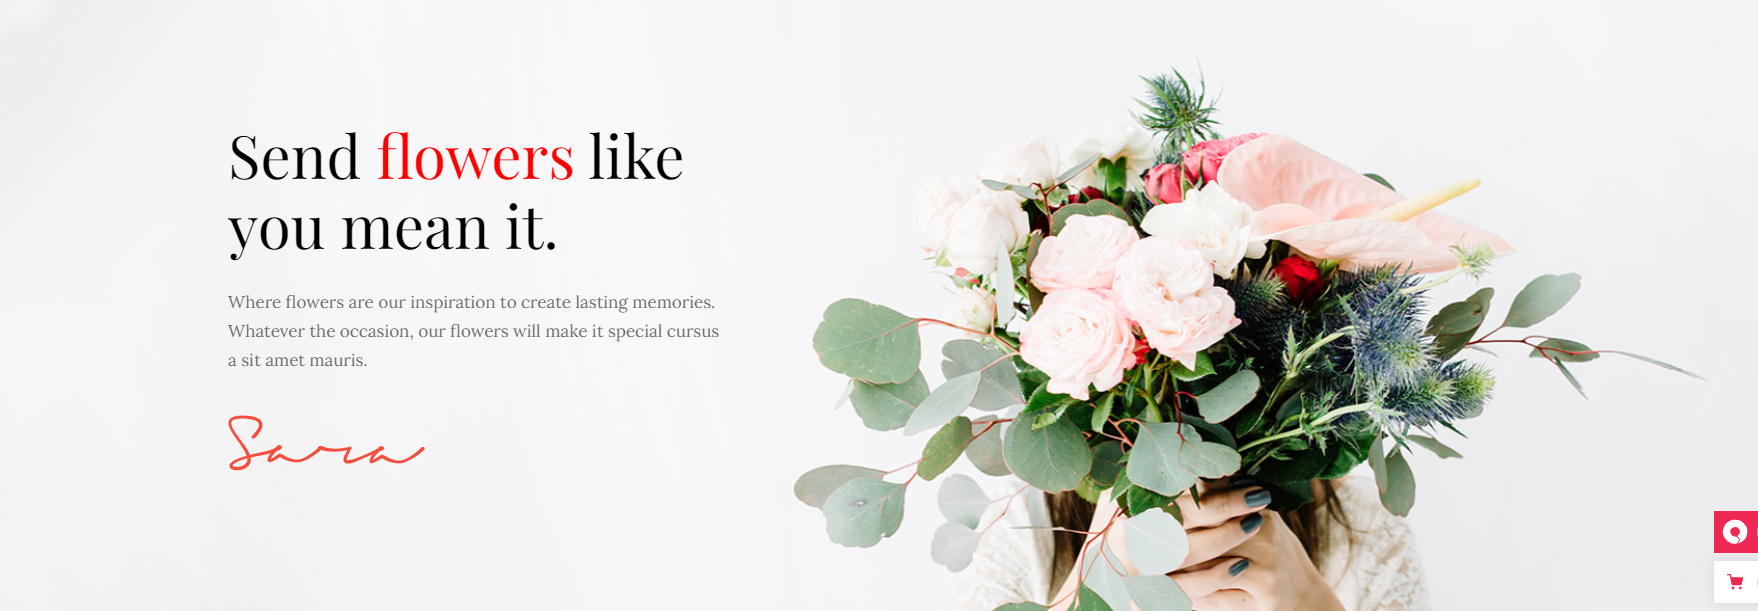 Send flowers like
you mean it.
Where flowers are our inspiration to create lasting memories.
Whatever the occasion, our flowers will make it special cursus
a sit amet mauris.
Sara